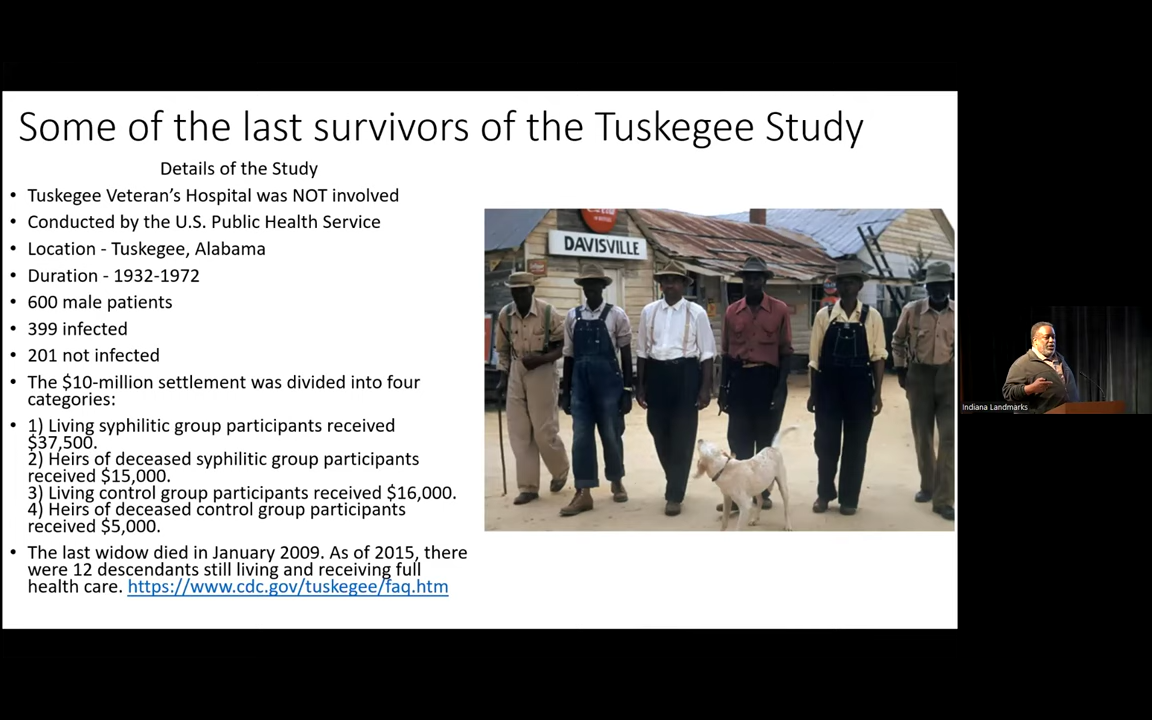 Some of the last survivors of the Tuskegee Study
Details of the Study
• Tuskegee Veteran's Hospital was NOT involved
• Conducted by the U.S. Public Health Service
• Location - Tuskegee, Alabama
• Duration - 1932-1972
• 600 male patients
• 399 infected
• 201 not infected
• The $10-million settlement was divided into four
categories:
• 1) Living syphilitic group participants received
$37,500.
2) Heirs of deceased syphilitic group participants
received $15,000.
3) Living control group participants received $16,000.
4) Heirs of deceased control group participants
received $5,000.
• The last widow died in January 2009. As of 2015, there
were 12 descendants still living and receiving full
health care. https://www.cdc.gov/tuskegee/faq.htm
DAVISVILLE
Indiana Landmarks